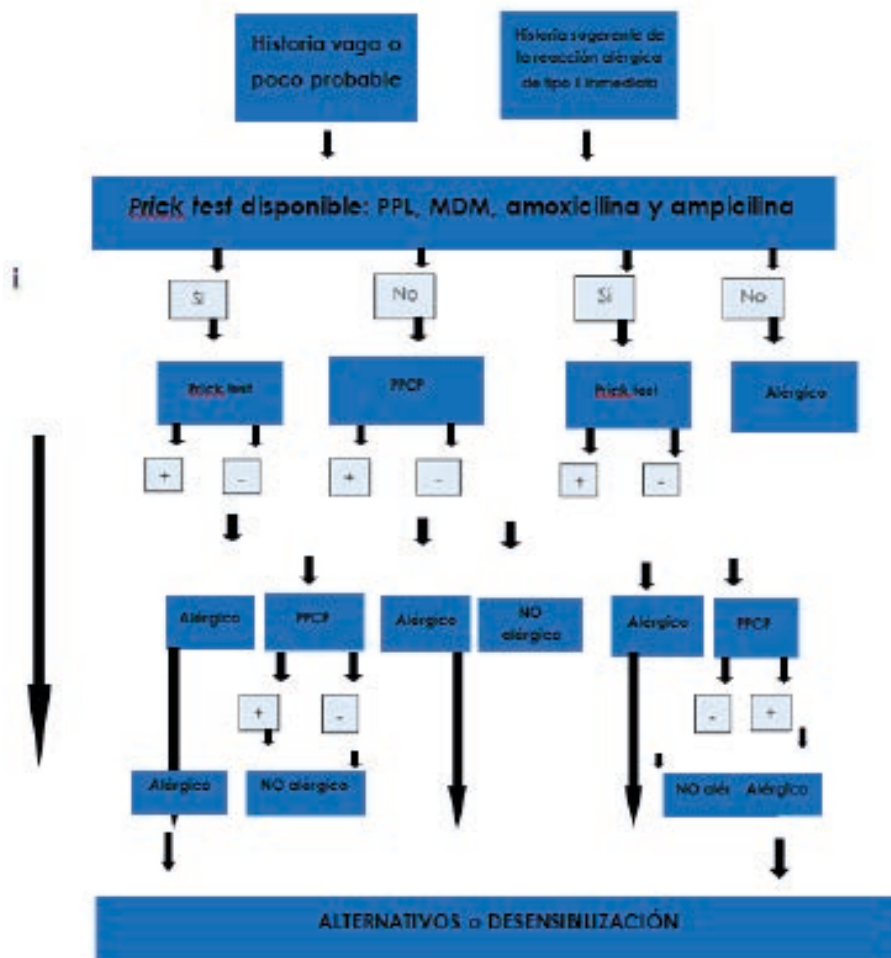 Historia vaga o
poco probable
Historia sugerente de
la reacción alérgica
de tipo I inmediata
Prick test disponible: PPL, MDM, amoxicilina y ampicilina
i
Si No Sí No
Prick test PPCP Prick test Alérgico
+ - + - + -
Alérgico PPCP Alérgico NO
alérgico
Alérgico PPCP
+ - - +
Alérgico NO alérgico NO alér Alérgico
ALTERNATIVOS o DESENSIBILIZACIÓN